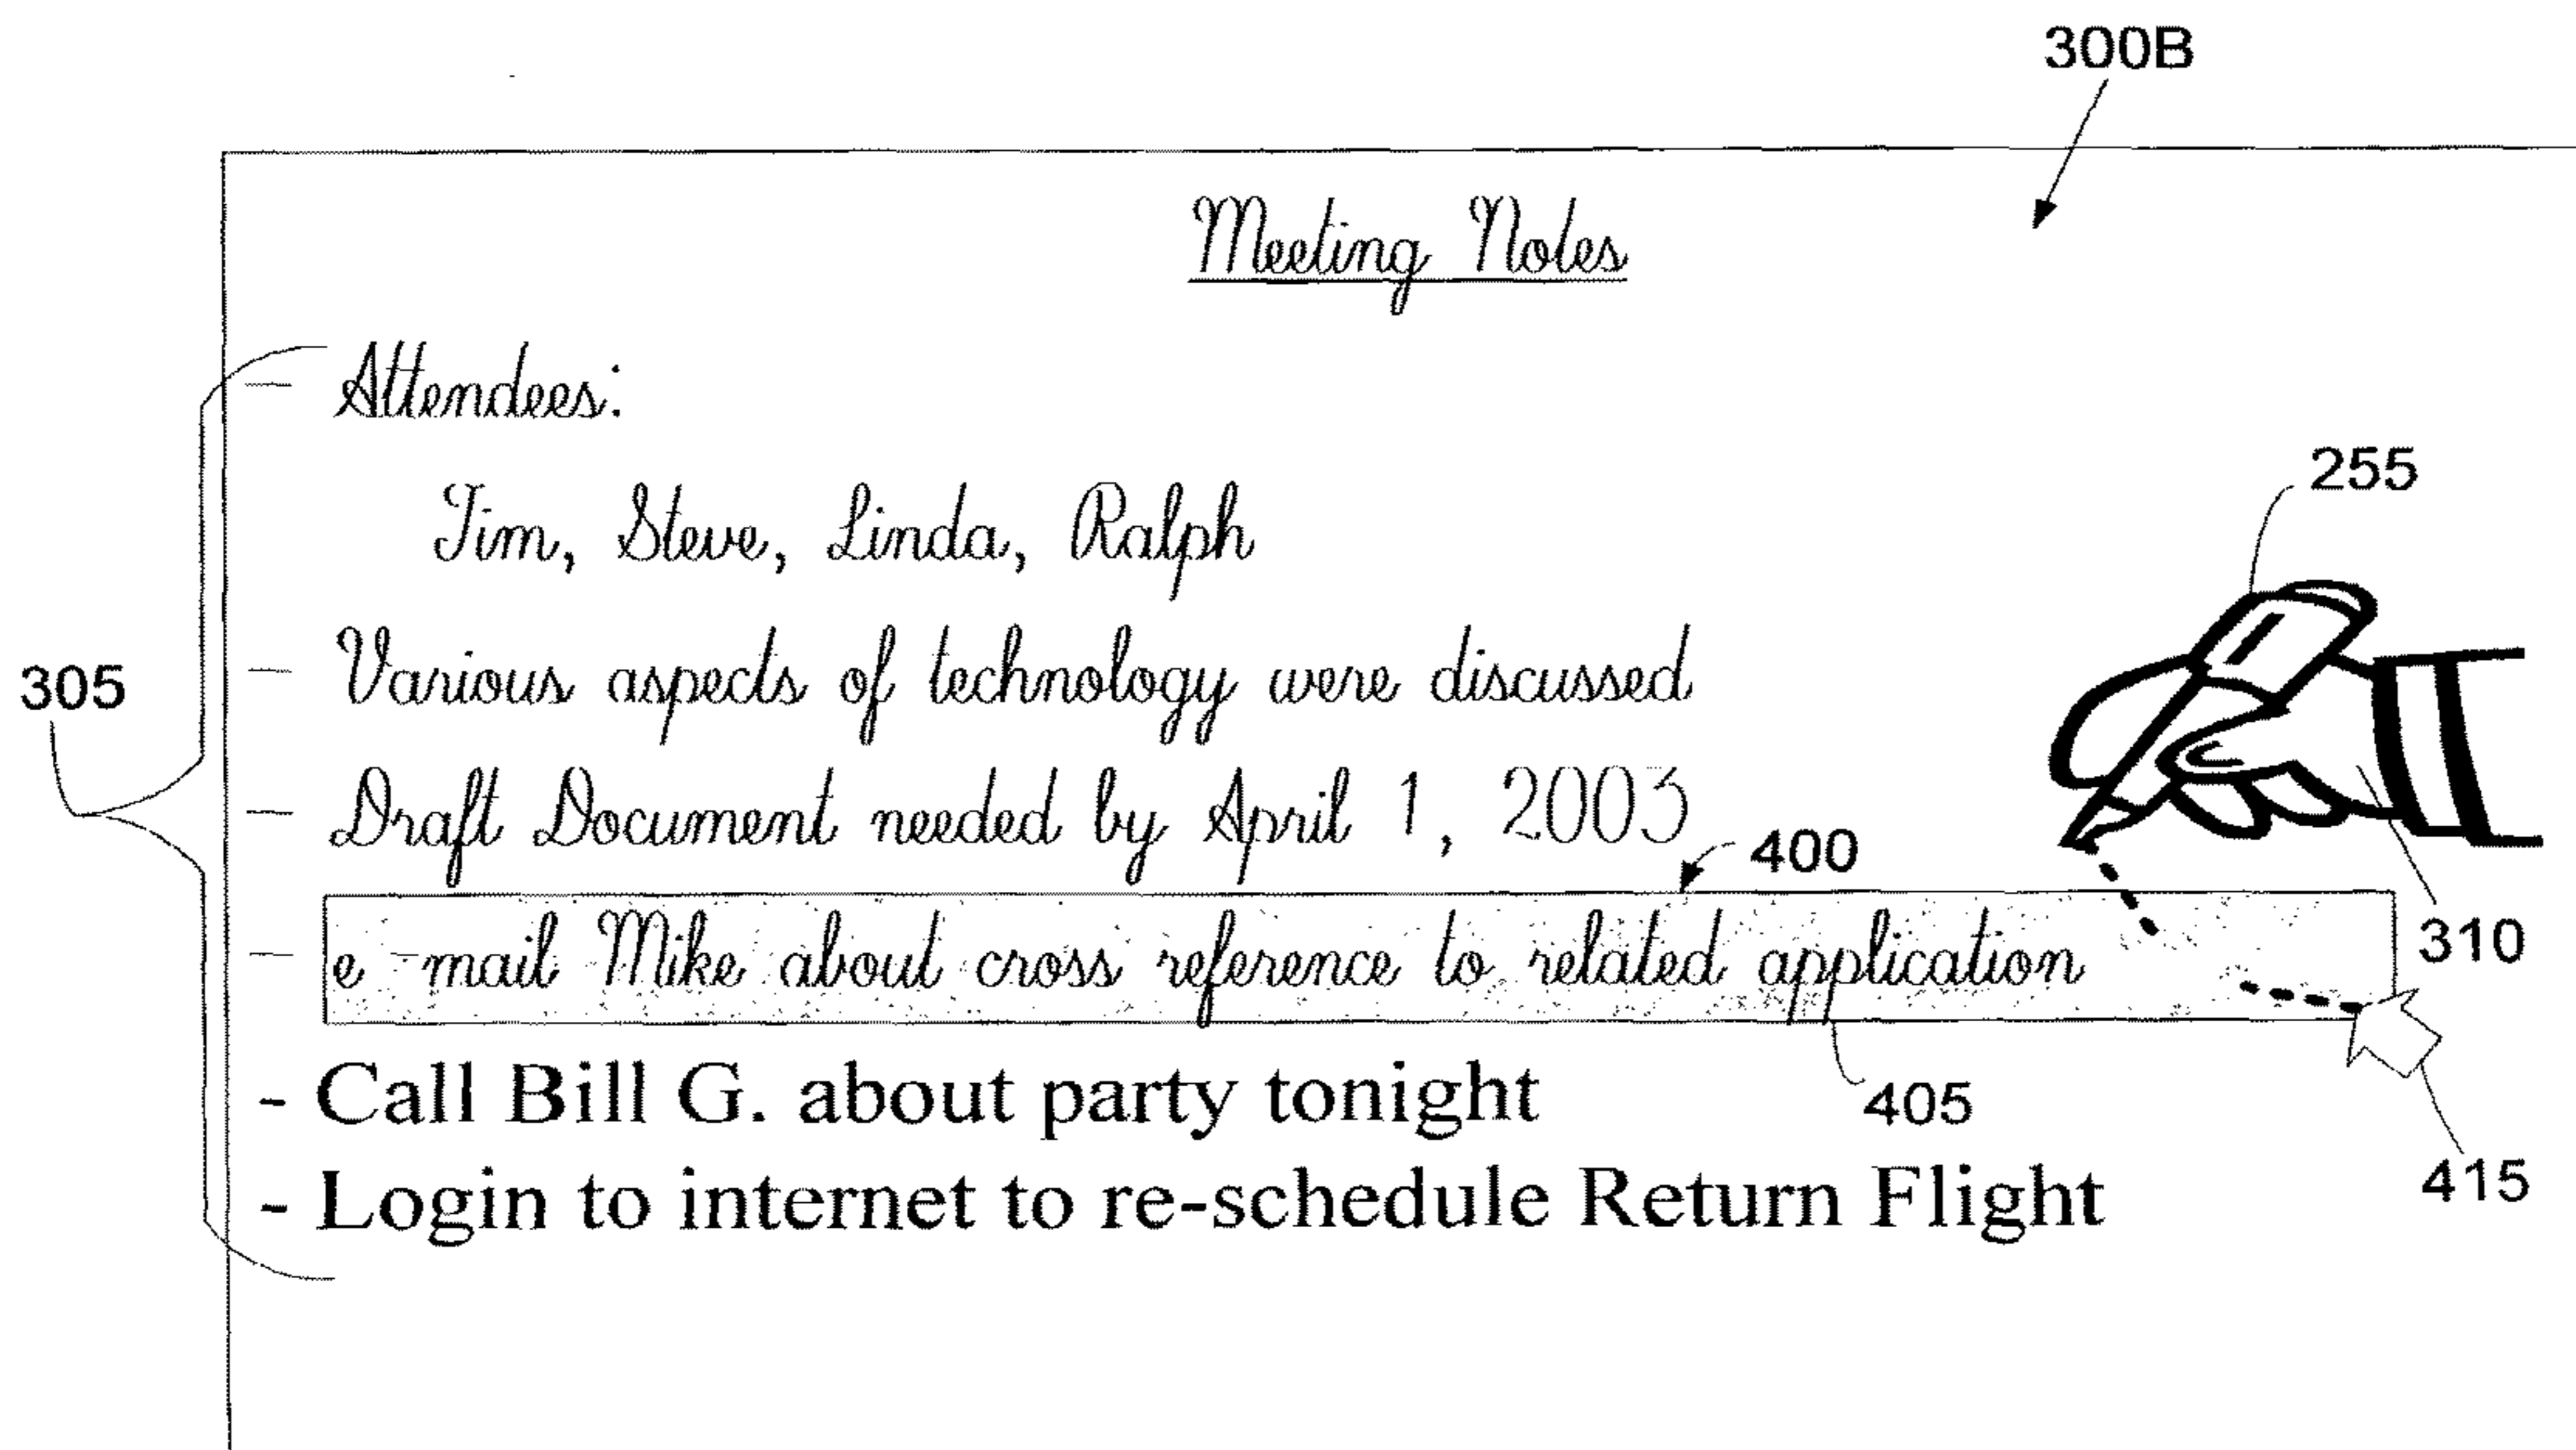 300B
Meeting Notes
- Attendees:
Tim, Steve, Linda, Ralph
255
- Various aspects of technology were discussed
305
- Draft Document needed by April 1, 2003
400
- e-mail Mike about cross reference to related application
310
- Call Bill G. about party tonight
405
- Login to internet to re-schedule Return Flight
415